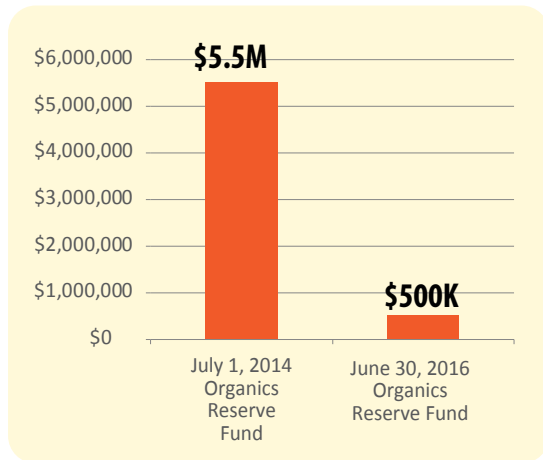 $6,000,000
$5,000,000
$4,000,000
$3,000,000
$2,000,000
$1,000,000
$0
$5.5M
$500K
July 1, 2014
Organics
Reserve
Fund
June 30, 2016
Organics
Reserve Fund